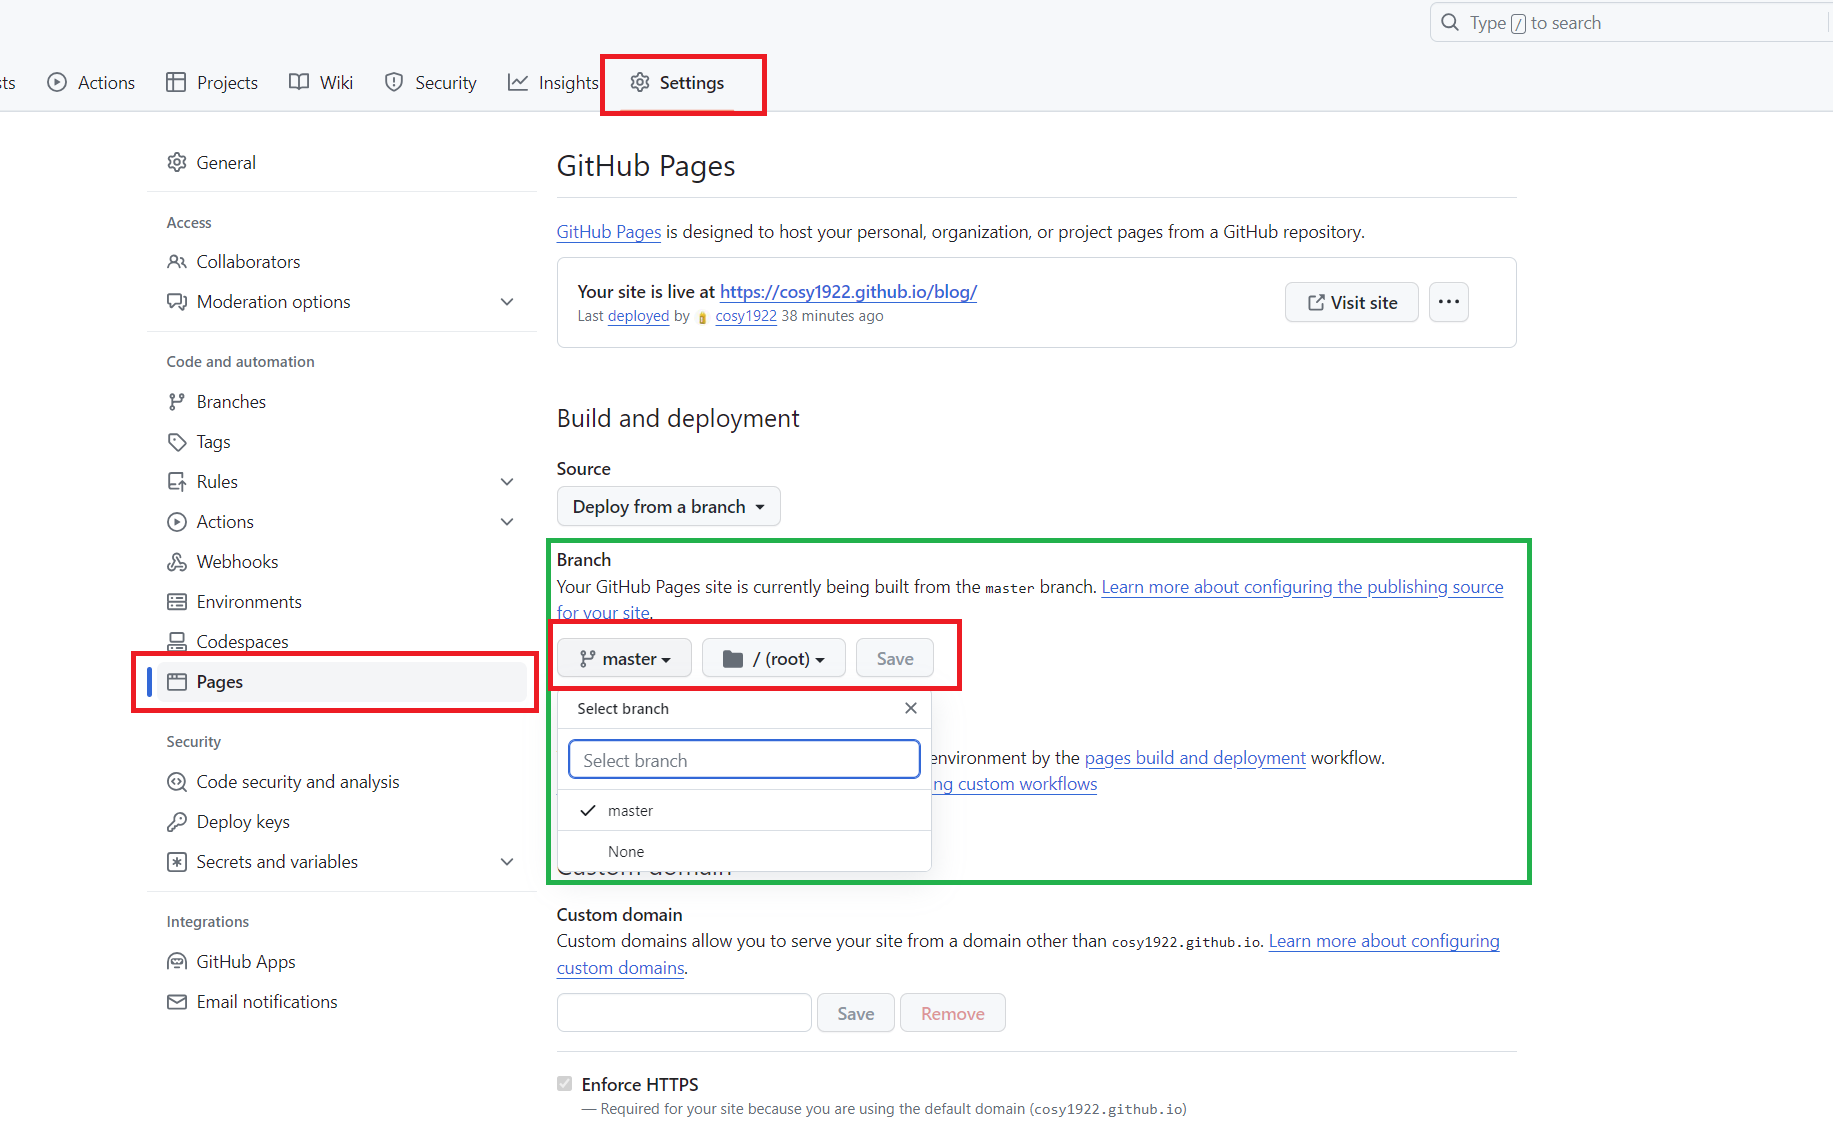 Type / to search
ts
Actions
Projects
Wiki
Security
Insights
Settings
General
Access
Collaborators
Moderation options
Code and automation
Branches
Tags
Rules
Actions
Webhooks
Environments
Codespaces
Pages
Security
Code security and analysis
Deploy keys
Secrets and variables
Integrations
GitHub Apps
Email notifications
GitHub Pages
GitHub Pages is designed to host your personal, organization, or project pages from a GitHub repository.
Your site is live at https://cosy1922.github.io/blog/
Last deployed by cosy1922 38 minutes ago
Visit site
Build and deployment
Source
Deploy from a branch
Branch
Your GitHub Pages site is currently being built from the master branch. Learn more about configuring the publishing source
for your site.
master
/ (root)
Save
Select branch
Select branch
environment by the pages build and deployment workflow.
ng custom workflows
master
None
Custom domain
Custom domain
Custom domains allow you to serve your site from a domain other than cosy1922.github.io. Learn more about configuring
custom domains.
Save
Remove
Enforce HTTPS
— Required for your site because you are using the default domain (cosy1922.github.io)